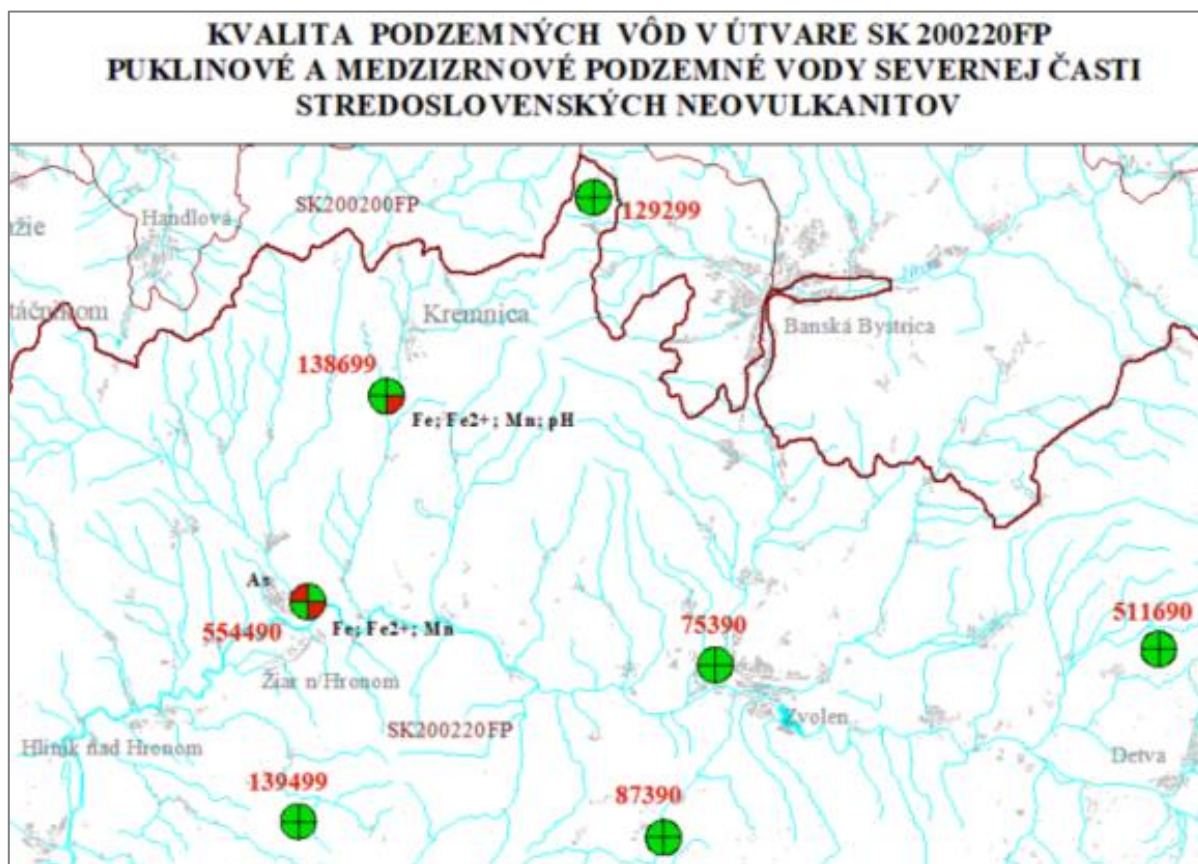 KVALITA PODZEMNÝCH VÔD V ÚTVARE SK 200220FP
PUKLINOVÉ A MEDZIZRNOVÉ PODZEMNÉ VODY SEVERNEJ ČASTI
STREDOSLOVENSKÝCH NEOVULKANITOV
SK200200FP
129299
Handlová
žie
táčnikom
Kremnica
Banská Bystrica
138699
Fe; Fe2+; Mn; pH
As
554490
Fe; Fe2+; Mn
75390
511690
Žiar n/Hronom
SK200220FP
Zvolen
Hliník nad Hronom
Detva
139499
87390